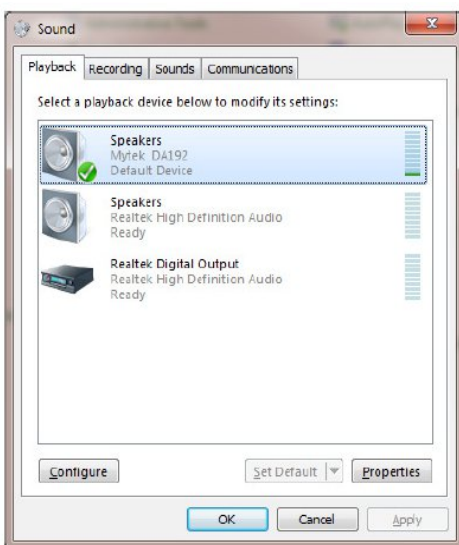 Sound
Playback Recording Sounds Communications
Select a playback device below to modify its settings:
Speakers
Mytek DA192
Default Device
Speakers
Realtek High Definition Audio
Ready
Realtek Digital Output
Realtek High Definition Audio
Ready
Configure Set Default Properties
OK Cancel Apply